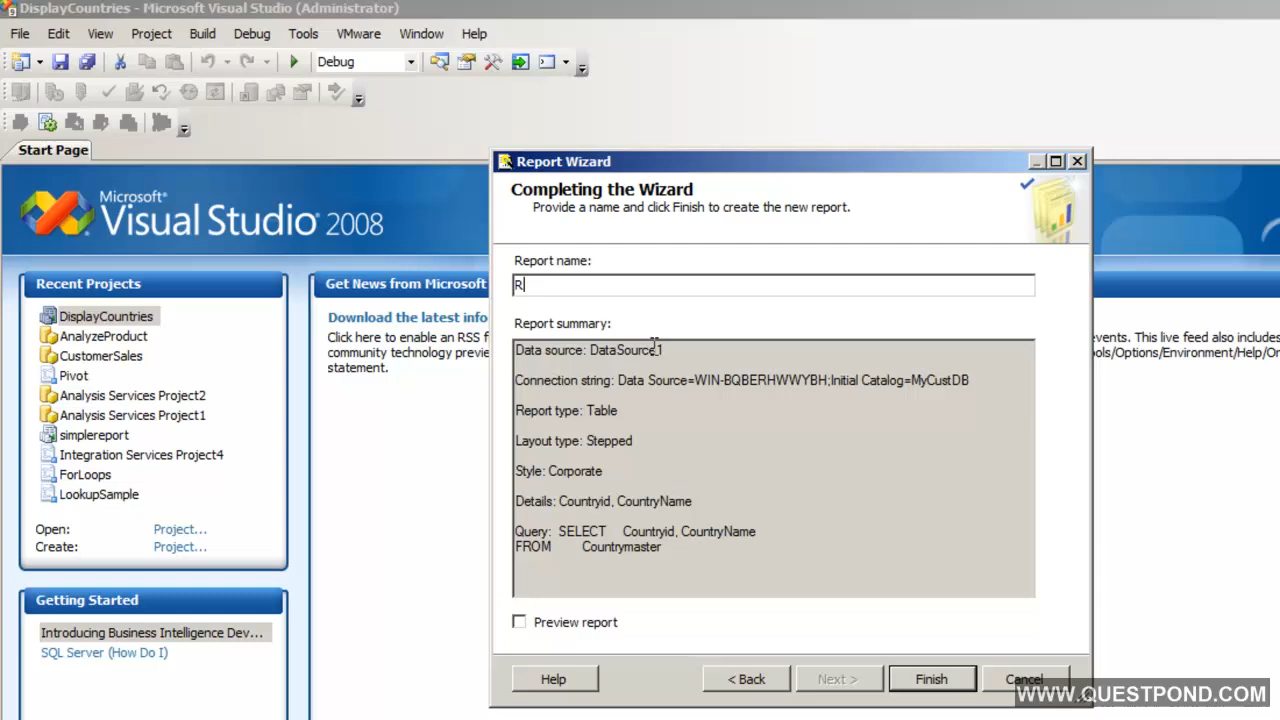 DisplayCountries - Microsoft Visual Studio (Administrator)
File Edit View Project Build Debug Tools VMware Window Help
Debug
Start Page
Microsoft®
Visual Studio® 2008
Recent Projects
DisplayCountries
AnalyzeProduct
CustomerSales
Pivot
Analysis Services Project2
Analysis Services Project1
simplereport
Integration Services Project4
ForLoops
LookupSample
Open: Project...
Create: Project...
Getting Started
Introducing Business Intelligence Dev...
SQL Server (How Do I)
Get News from Microsoft
Download the latest info
Click here to enable an RSS f
community technology previe
statement.
Report Wizard
Completing the Wizard
Provide a name and click Finish to create the new report.
Report name:
R
Report summary:
Data source: DataSource1
Connection string: Data Source=WIN-BQBERHWWYBH;Initial Catalog=MyCustDB
Report type: Table
Layout type: Stepped
Style: Corporate
Details: Countryid, CountryName
Query: SELECT Countryid, CountryName
FROM Countrymaster
Preview report
Help < Back Next > Finish Cancel
vents. This live feed also includes
ools/Options/Environment/Help/On
WWW.QUESTPOND.COM